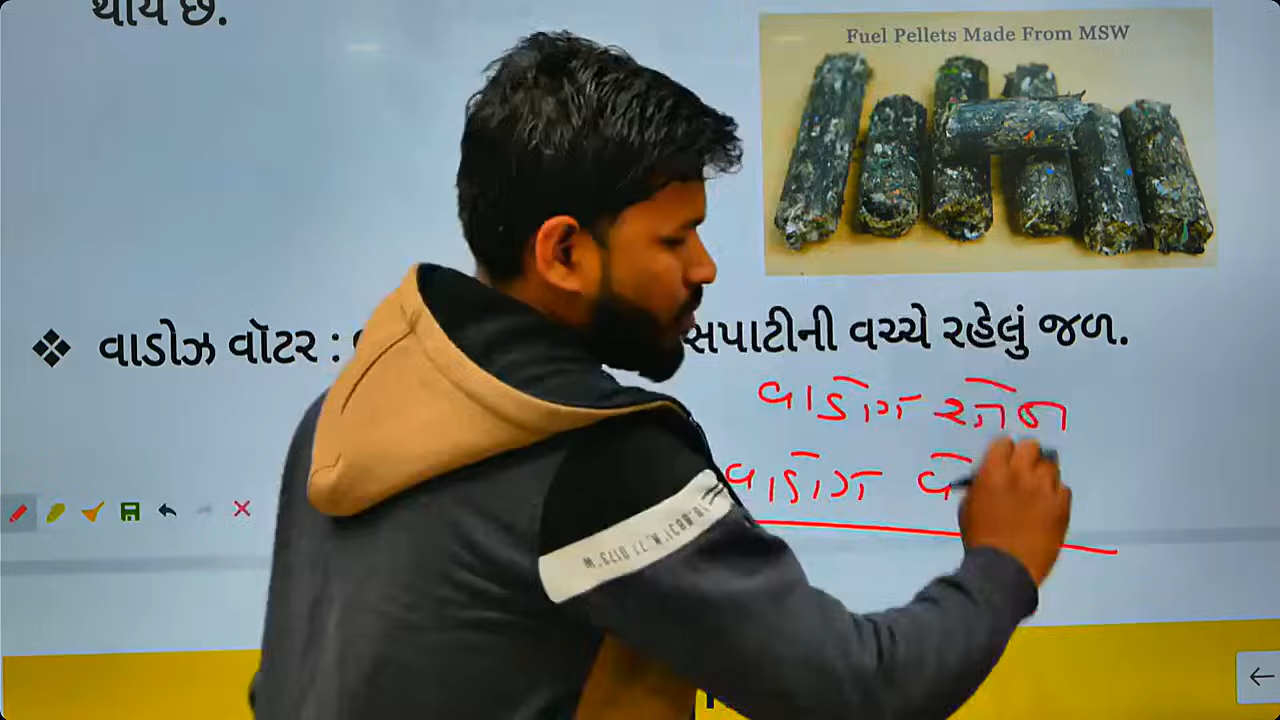 થાય છે.
Fuel Pellets Made From MSW
❖ વાડોઝ વૉટર : સપાટીની વચ્ચે રહેલું જળ.
વાડોઝ ઝોન
વાડોઝ વૉ